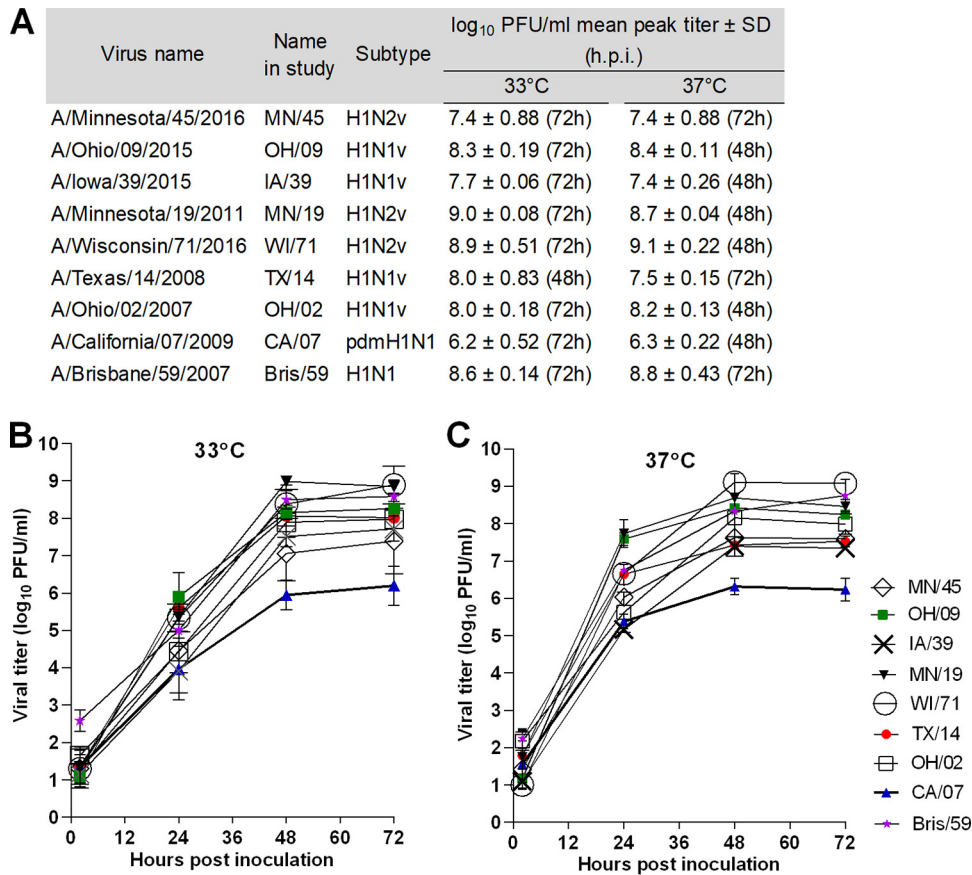 A
Virus name Name in study Subtype log10 PFU/ml mean peak titer ± SD (h.p.i.)
33°C 37°C
A/Minnesota/45/2016 MN/45 H1N2v 7.4 ± 0.88 (72h) 7.4 ± 0.88 (72h)
A/Ohio/09/2015 OH/09 H1N1v 8.3 ± 0.19 (72h) 8.4 ± 0.11 (48h)
A/Iowa/39/2015 IA/39 H1N1v 7.7 ± 0.06 (72h) 7.4 ± 0.26 (48h)
A/Minnesota/19/2011 MN/19 H1N2v 9.0 ± 0.08 (72h) 8.7 ± 0.04 (48h)
A/Wisconsin/71/2016 WI/71 H1N2v 8.9 ± 0.51 (72h) 9.1 ± 0.22 (48h)
A/Texas/14/2008 TX/14 H1N1v 8.0 ± 0.83 (48h) 7.5 ± 0.15 (72h)
A/Ohio/02/2007 OH/02 H1N1v 8.0 ± 0.18 (72h) 8.2 ± 0.13 (48h)
A/California/07/2009 CA/07 pdmH1N1 6.2 ± 0.52 (72h) 6.3 ± 0.22 (48h)
A/Brisbane/59/2007 Bris/59 H1N1 8.6 ± 0.14 (72h) 8.8 ± 0.43 (72h)
B
33°C
Viral titer (log10 PFU/ml)
10
9
8
7
6
5
4
3
2
1
0
0 12 24 36 48 60 72
Hours post inoculation
C
37°C
Viral titer (log10 PFU/ml)
10
9
8
7
6
5
4
3
2
1
0
0 12 24 36 48 60 72
Hours post inoculation
MN/45
OH/09
IA/39
MN/19
WI/71
TX/14
OH/02
CA/07
Bris/59